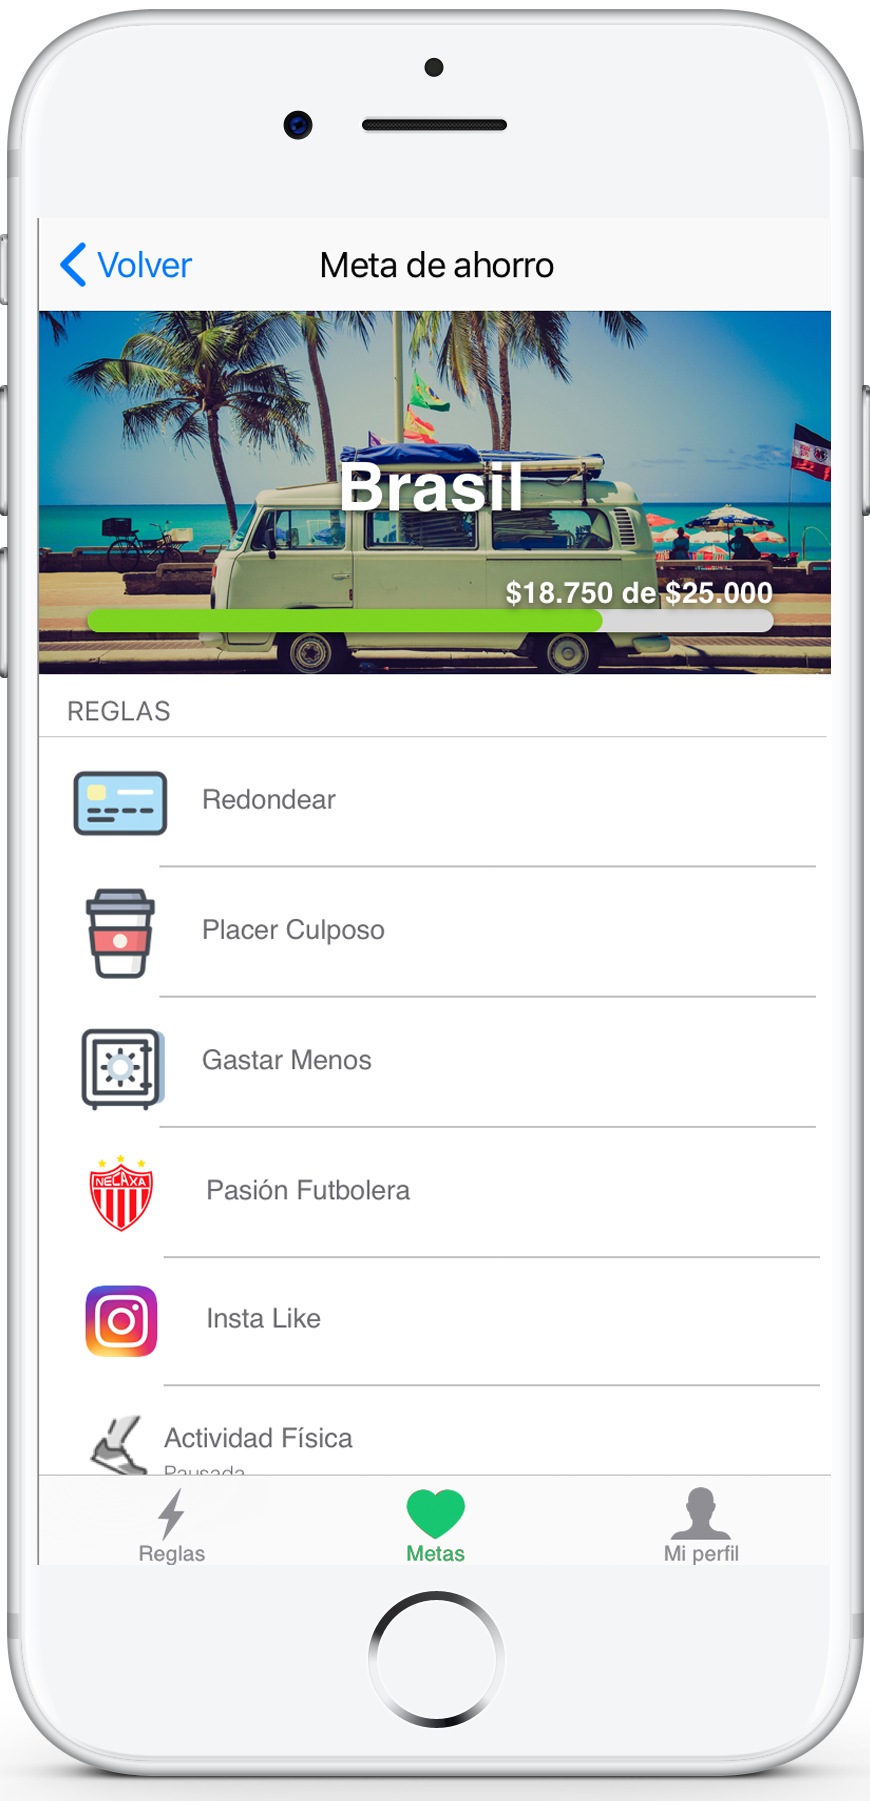 Volver
Meta de ahorro
Brasil
$18.750 de $25.000
REGLAS
Redondear
Placer Culposo
Gastar Menos
NECAXA
Pasión Futbolera
Insta Like
Actividad Física
Pausada
Reglas
Metas
Mi perfil